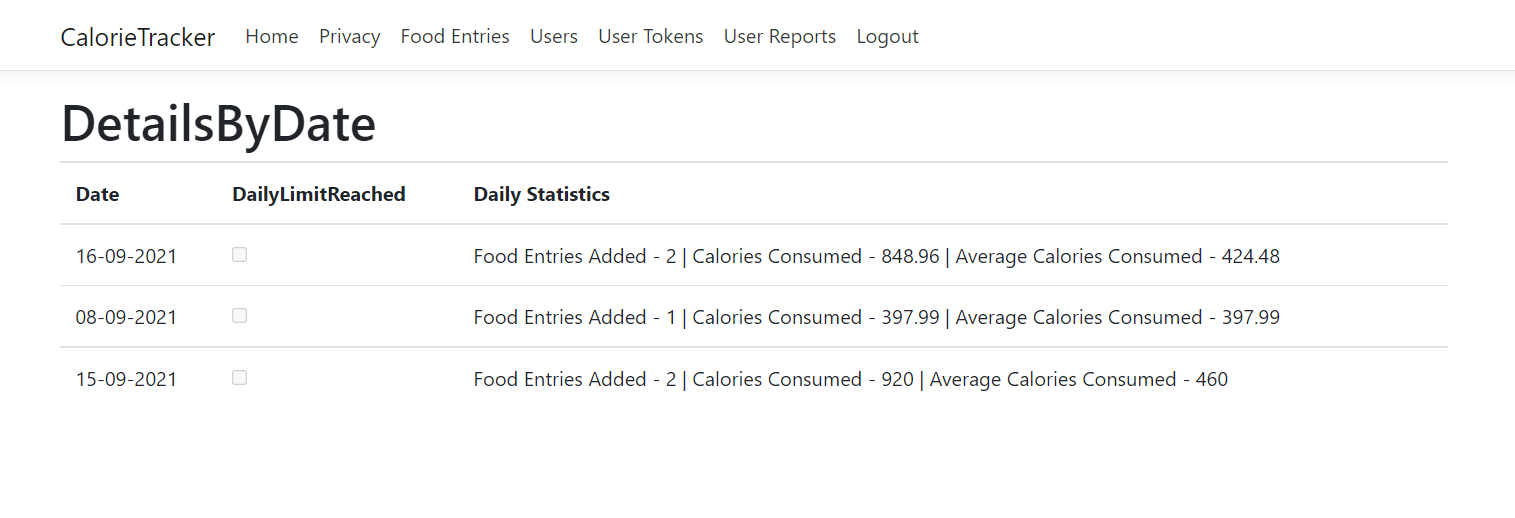 CalorieTracker Home Privacy Food Entries Users User Tokens User Reports Logout
DetailsByDate
Date DailyLimitReached Daily Statistics
16-09-2021 Food Entries Added - 2 | Calories Consumed - 848.96 | Average Calories Consumed - 424.48
08-09-2021 Food Entries Added - 1 | Calories Consumed - 397.99 | Average Calories Consumed - 397.99
15-09-2021 Food Entries Added - 2 | Calories Consumed - 920 | Average Calories Consumed - 460